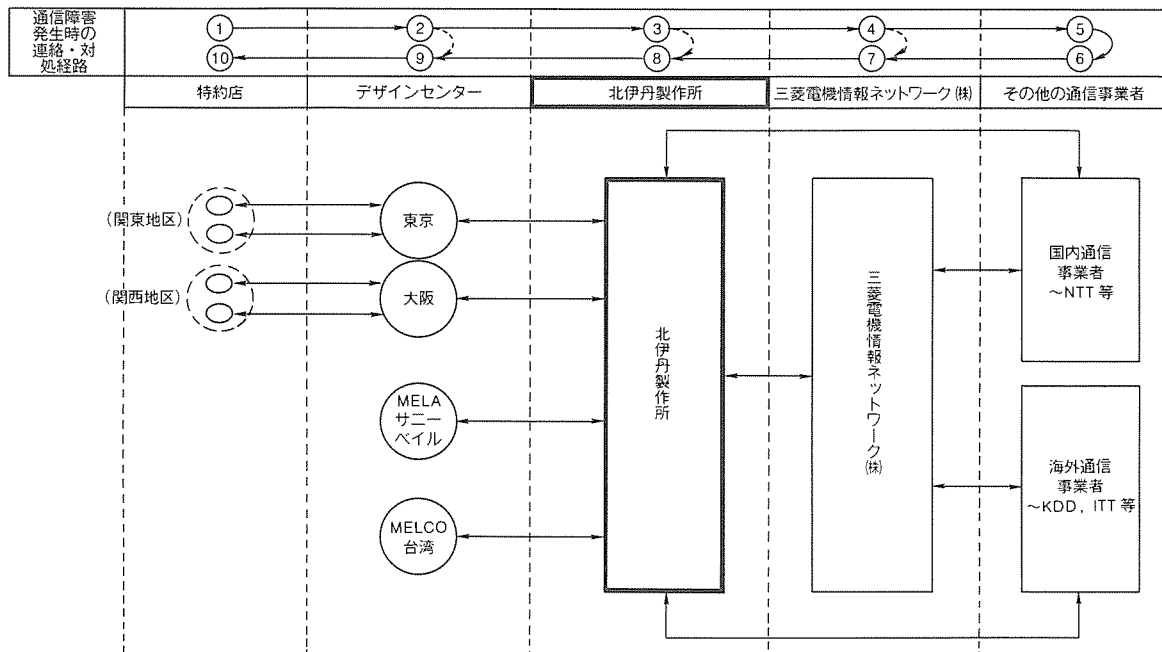 通信障害
発生時の
連絡・対
処経路
① ② ③ ④ ⑤
⑩ ⑨ ⑧ ⑦ ⑥
特約店 デザインセンター 北伊丹製作所 三菱電機情報ネットワーク㈱ その他の通信事業者
(関東地区)
東京
(関西地区)
大阪
MELA
サニー
ベイル
MELCO
台湾
北伊丹製作所
三菱電機情報ネットワーク㈱
国内通信
事業者
~NTT 等
海外通信
事業者
~KDD, ITT 等